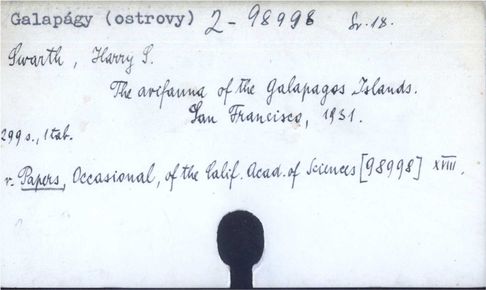 Galapágy (ostrovy) 2-98998 Sv.18.
Swarth, Harry S.
The avifauna of the Galapagos Islands.
San Francisco, 1931.
299 s., 1 tab.
v. Papers, Occasional, of the Calif. Acad. of Sciences [98998] XVIII.